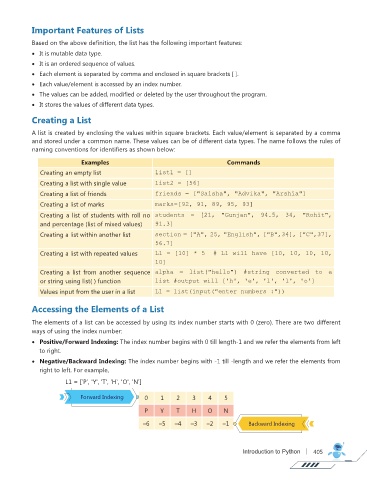 Important Features of Lists
Based on the above definition, the list has the following important features:
• It is mutable data type.
• It is an ordered sequence of values.
• Each element is separated by comma and enclosed in square brackets [ ].
• Each value/element is accessed by an index number.
• The values can be added, modified or deleted by the user throughout the program.
• It stores the values of different data types.
Creating a List
A list is created by enclosing the values within square brackets. Each value/element is separated by a comma
and stored under a common name. These values can be of different data types. The name follows the rules of
naming conventions for identifiers as shown below:
Examples Commands
Creating an empty list List1 = []
Creating a list with single value list2 = [56]
Creating a list of friends friends = ["Salsha", "Advika", "Arshia"]
Creating a list of marks marks=[92, 91, 89, 95, 93]
Creating a list of students with roll no students = [21, "Gunjan", 94.5, 34, "Rohit",
and percentage (list of mixed values) 91.3]
Creating a list within another list section = ["A", 25, "English", ["B",34], ["C",37],
56.7]
Creating a list with repeated values L1 = [10] * 5 # L1 will have [10, 10, 10, 10,
10]
Creating a list from another sequence alpha = list("hello") #string converted to a
or string using list( ) function list #output will ['h', 'e', 'l', 'l', 'o']
Values input from the user in a list L1 = list(input("enter numbers :"))
Accessing the Elements of a List
The elements of a list can be accessed by using its index number starts with 0 (zero). There are two different
ways of using the index number:
• Positive/Forward Indexing: The index number begins with 0 till length-1 and we refer the elements from left
to right.
• Negative/Backward Indexing: The index number begins with -1 till -length and we refer the elements from
right to left. For example,
L1 = ['P', 'Y', 'T', 'H', 'O', 'N']
Forward Indexing 0 1 2 3 4 5
P Y T H O N
–6 –5 –4 –3 –2 –1 Backward Indexing
Introduction to Python | 405